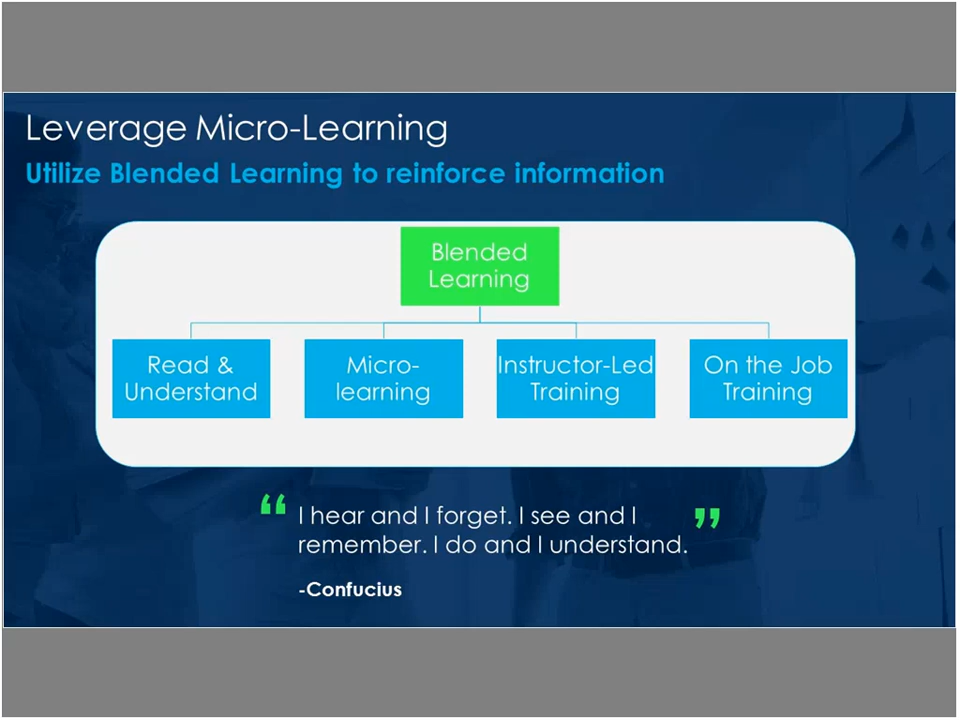 Leverage Micro-Learning
Utilize Blended Learning to reinforce information
Blended
Learning
Read &
Understand
Micro-
learning
Instructor-Led
Training
On the Job
Training
“ I hear and I forget. I see and I ”
remember. I do and I understand.
-Confucius